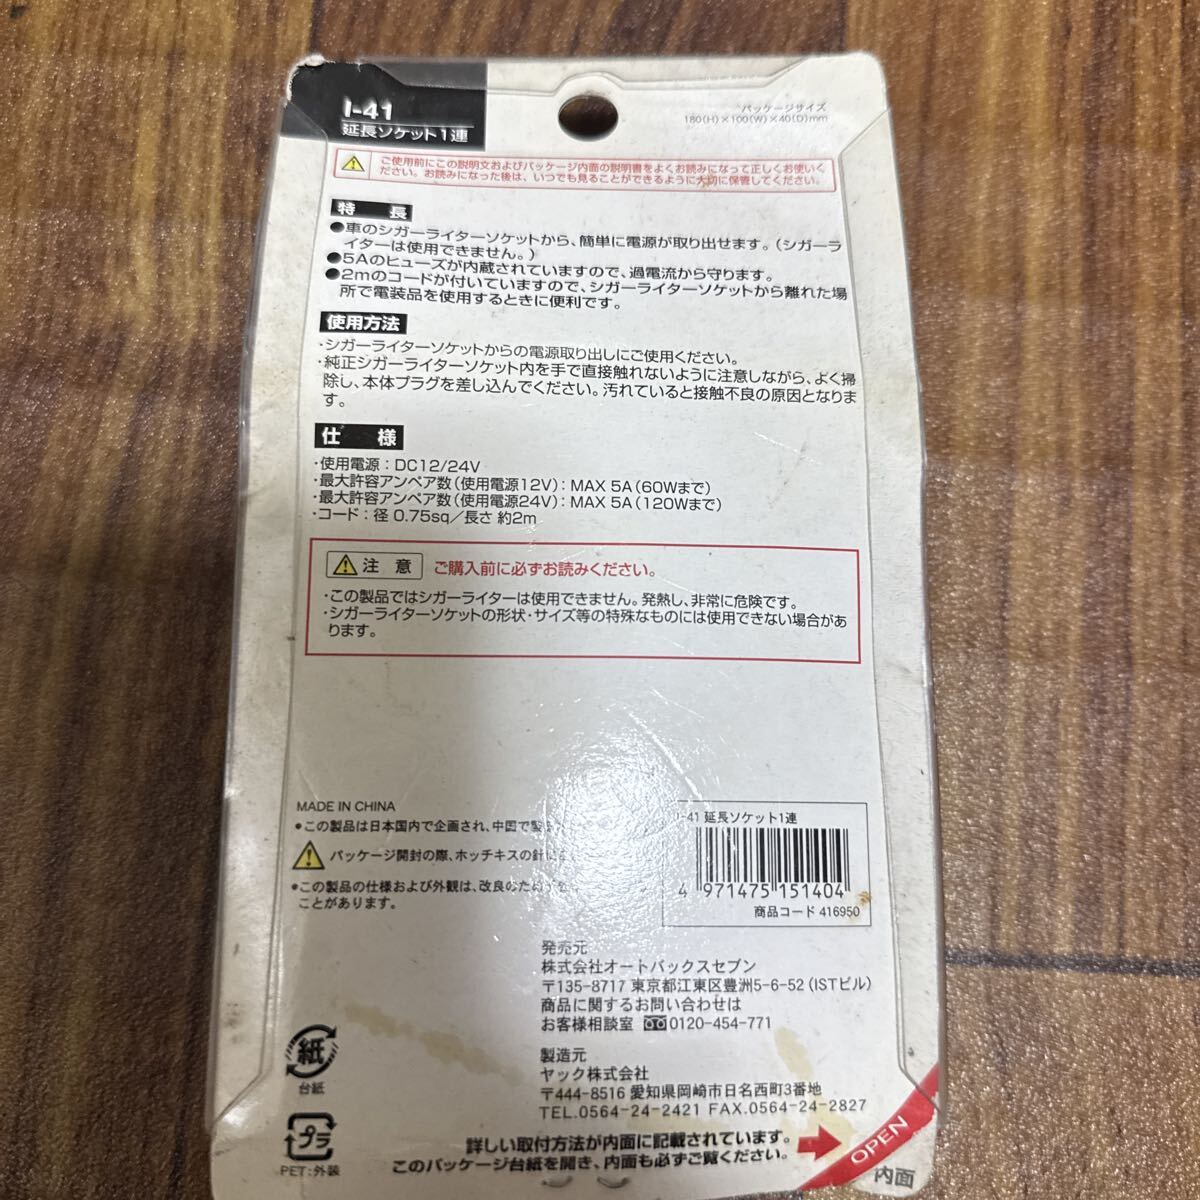 I-41
延長ソケット1連
パッケージサイズ
180(H)×100(W)×40(D)mm
ご使用前にこの説明文およびパッケージ内面の説明書をよくお読みになって正しくお使いく
ださい。お読みになった後は、いつでも見ることができるように大切に保管してください。
特 長
●車のシガーライターソケットから、簡単に電源が取り出せます。(シガーラ
イターは使用できません。)
●5Aのヒューズが内蔵されていますので、過電流から守ります。
●2mのコードが付いていますので、シガーライターソケットから離れた場
所で電装品を使用するときに便利です。
使用方法
・シガーライターソケットからの電源取り出しにご使用ください。
・純正シガーライターソケット内を手で直接触れないように注意しながら、よく掃
除し、本体プラグを差し込んでください。汚れていると接触不良の原因となりま
す。
仕 様
・使用電源：DC12/24V
・最大許容アンペア数(使用電源12V)：MAX 5A(60Wまで)
・最大許容アンペア数(使用電源24V)：MAX 5A(120Wまで)
・コード：径 0.75sq／長さ 約2m
注 意 ご購入前に必ずお読みください。
・この製品ではシガーライターは使用できません。発熱し、非常に危険です。
・シガーライターソケットの形状・サイズ等の特殊なものには使用できない場合があ
ります。
MADE IN CHINA
●この製品は日本国内で企画され、中国で製
パッケージ開封の際、ホッチキスの針に
●この製品の仕様および外観は、改良のため
ことがあります。
I-41 延長ソケット1連
4 971475 151404
商品コード 416950
発売元
株式会社オートバックスセブン
〒135-8717 東京都江東区豊洲5-6-52(ISTビル)
商品に関するお問い合わせは
お客様相談室 0120-454-771
製造元
ヤック株式会社
〒444-8516 愛知県岡崎市日名西町3番地
TEL.0564-24-2421 FAX.0564-24-2827
紙
台紙
プラ
PET：外装
詳しい取付方法が内面に記載されています。
このパッケージ台紙を開き、内面も必ずご覧ください。
OPEN
内面